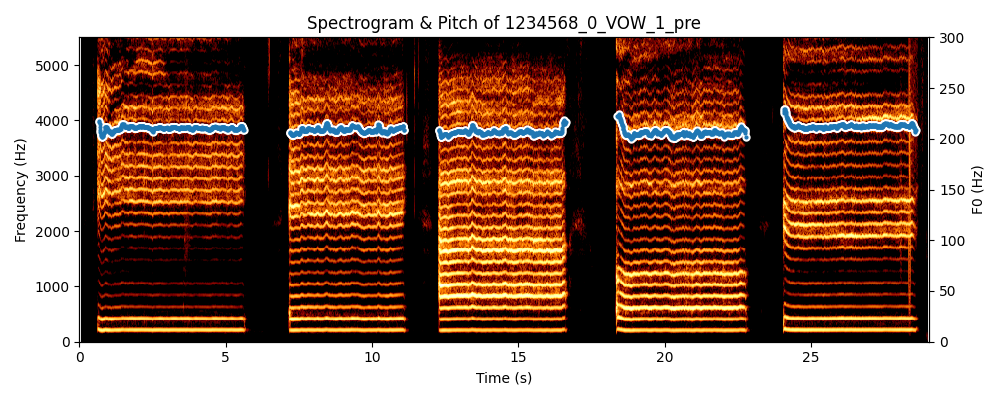 Spectrogram & Pitch of 1234568_0_VOW_1_pre
Frequency (Hz)
5000
4000
3000
2000
1000
0
300
250
200
150
100
50
0
F0 (Hz)
0 5 10 15 20 25
Time (s)